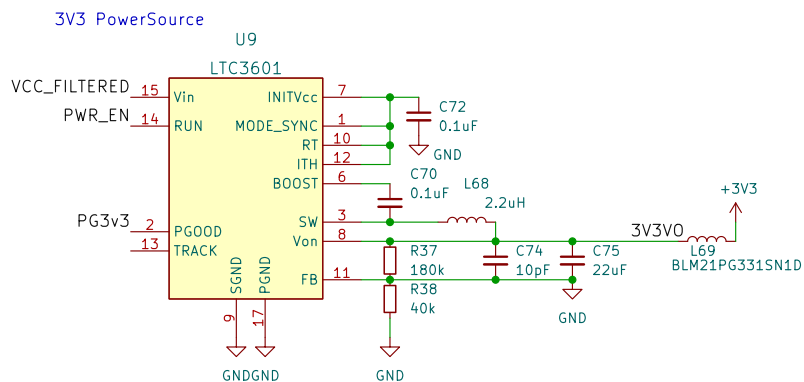 3V3 PowerSource
U9
LTC3601
VCC_FILTERED 15 Vin INITVcc 7
C72
PWR_EN 14 RUN MODE_SYNC 1 0.1uF
RT 10
GND
ITH 12
C70
BOOST 6 0.1uF
L68
2.2uH
+3V3
PG3v3 2 PGOOD SW 3
3V3VO
13 TRACK Von 8
L69
R37 C74 C75
BLM21PG331SN1D
180k 10pF 22uF
SGND PGND FB 11
R38
40k
GND
9 17
GND GND GND